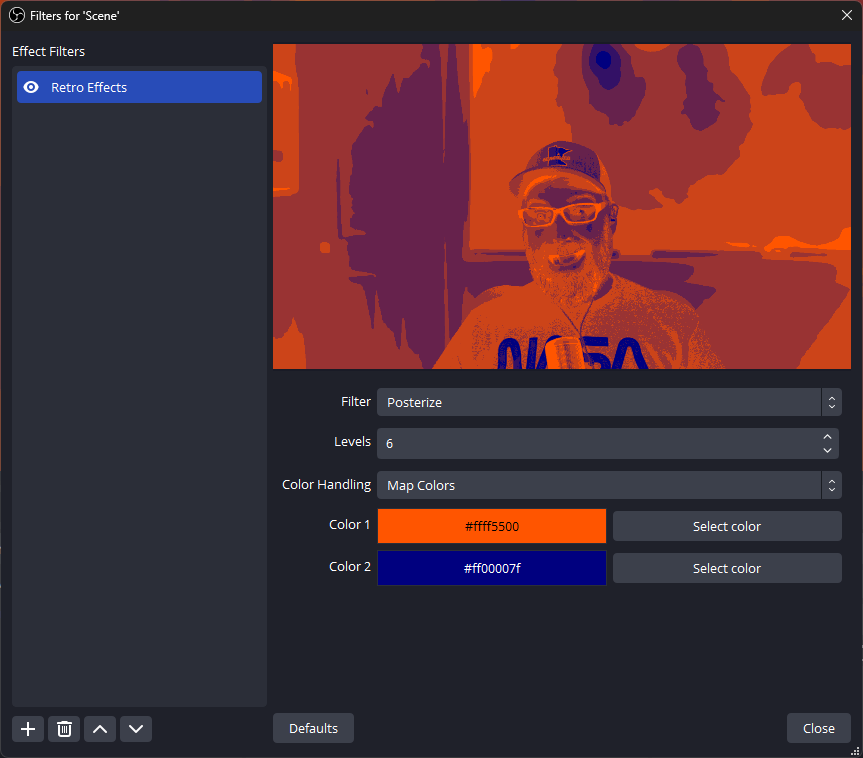 Filters for 'Scene'
Effect Filters
Retro Effects
NASA
Filter Posterize
Levels 6
Color Handling Map Colors
Color 1 #ffff5500 Select color
Color 2 #ff00007f Select color
Defaults Close